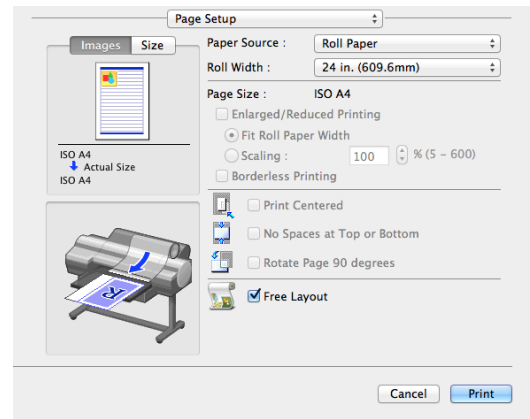 Page Setup
Images Size
Paper Source : Roll Paper
Roll Width : 24 in. (609.6mm)
Page Size : ISO A4
Enlarged/Reduced Printing
Fit Roll Paper Width
Scaling : 100 % (5 - 600)
Borderless Printing
ISO A4
Actual Size
ISO A4
Print Centered
No Spaces at Top or Bottom
Rotate Page 90 degrees
Free Layout
R
Cancel Print